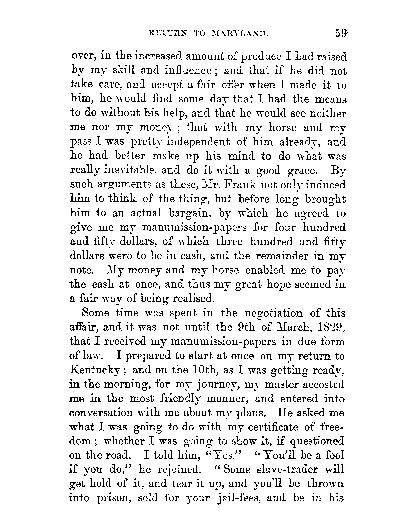 RETURN TO MARYLAND. 59
over, in the increased amount of produce I had raised
by my skill and influence; and that if he did not
take care, and accept a fair offer when I made it to
him, he would find some day that I had the means
to do without his help, and that he would see neither
me nor my money; that with my horse and my
pass I was pretty independent of him already, and
he had better make up his mind to do what was
really inevitable, and do it with a good grace. By
such arguments as these, Mr. Frank not only induced
him to think of the thing, but before long brought
him to an actual bargain, by which he agreed to
give me my manumission-papers for four hundred
and fifty dollars, of which three hundred and fifty
dollars were to be in cash, and the remainder in my
note. My money and my horse enabled me to pay
the cash at once, and thus my great hope seemed in
a fair way of being realised.
Some time was spent in the negotiation of this
affair, and it was not until the 9th of March, 1829,
that I received my manumission-papers in due form
of law. I prepared to start at once on my return to
Kentucky; and on the 10th, as I was getting ready,
in the morning, for my journey, my master accosted
me in the most friendly manner, and entered into
conversation with me about my plans. He asked me
what I was going to do with my certificate of free-
dom; whether I was going to show it, if questioned
on the road. I told him, "Yes." "You'll be a fool
if you do," he rejoined. "Some slave-trader will
get hold of it, and tear it up, and you'll be thrown
into prison, sold for your jail-fees, and be in his